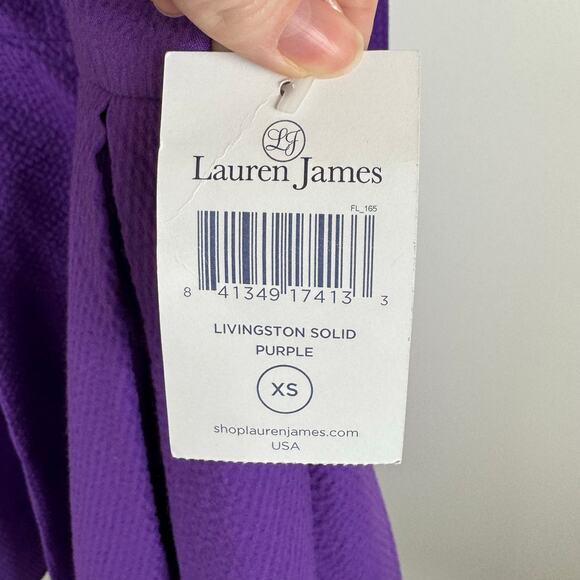 LJ
Lauren James
FL_165
8 41349 17413 3
LIVINGSTON SOLID
PURPLE
XS
shoplaurenjames.com
USA